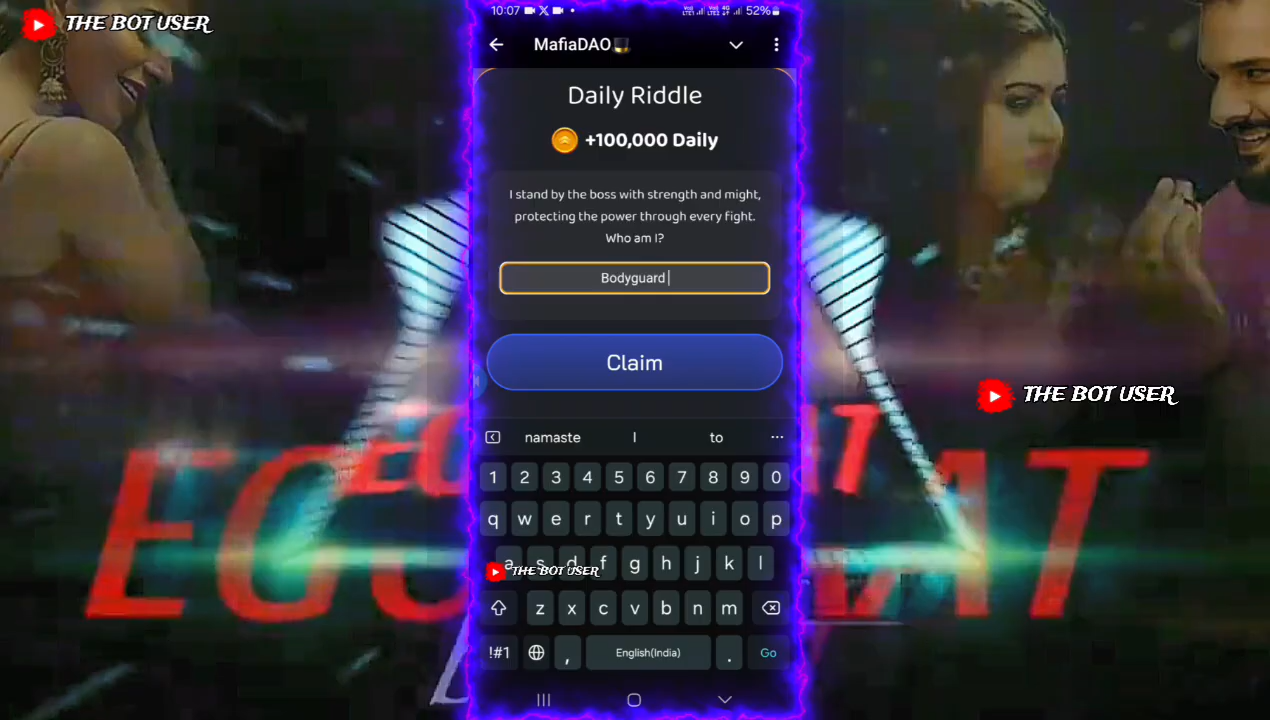 THE BOT USER
10:07
52%
MafiaDAO
Daily Riddle
+100,000 Daily
I stand by the boss with strength and might,
protecting the power through every fight.
Who am I?
Bodyguard
Claim
THE BOT USER
namaste I to ...
1 2 3 4 5 6 7 8 9 0
q w e r t y u i o p
a s d f g h j k l
THE BOT USER
z x c v b n m
!#1 , English(India) . Go